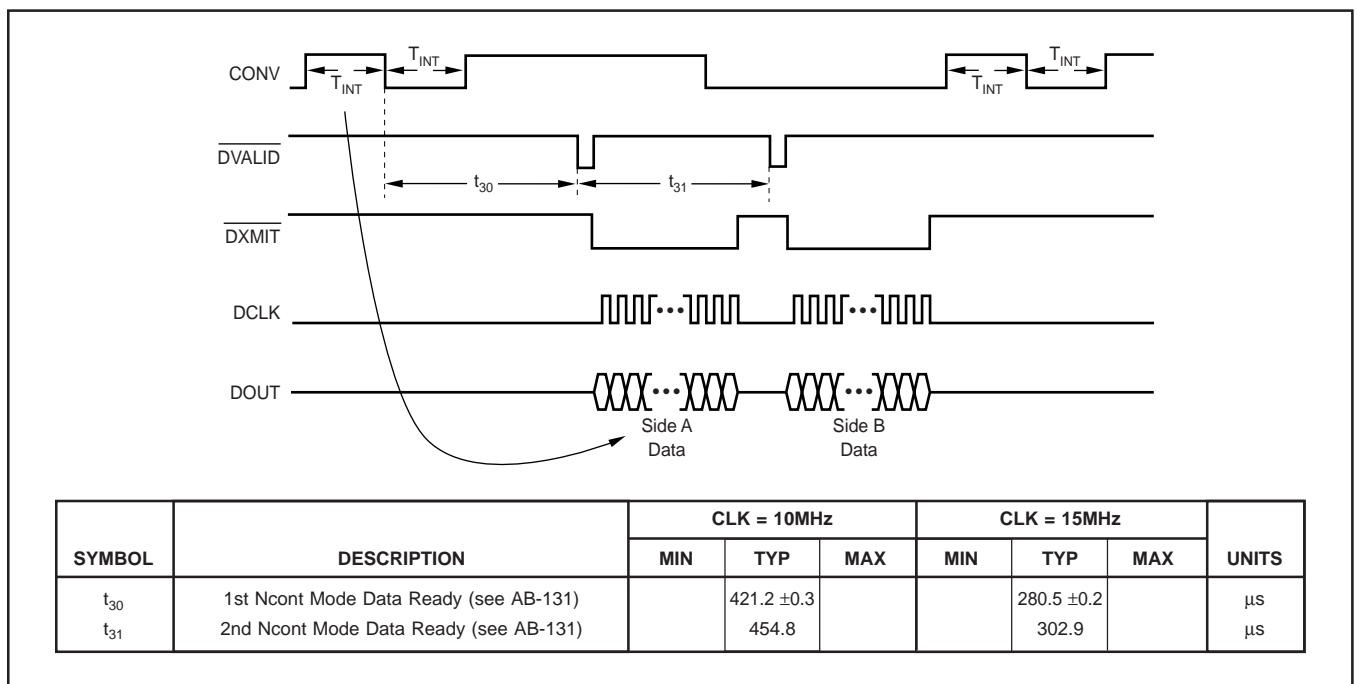 CONV
T_INT T_INT T_INT T_INT
DVALID
t30 t31
DXMIT
DCLK
DOUT
Side A Data
Side B Data
SYMBOL DESCRIPTION CLK = 10MHz CLK = 15MHz UNITS
MIN TYP MAX MIN TYP MAX
t30 1st Ncont Mode Data Ready (see AB-131) 421.2 ±0.3 280.5 ±0.2 µs
t31 2nd Ncont Mode Data Ready (see AB-131) 454.8 302.9 µs